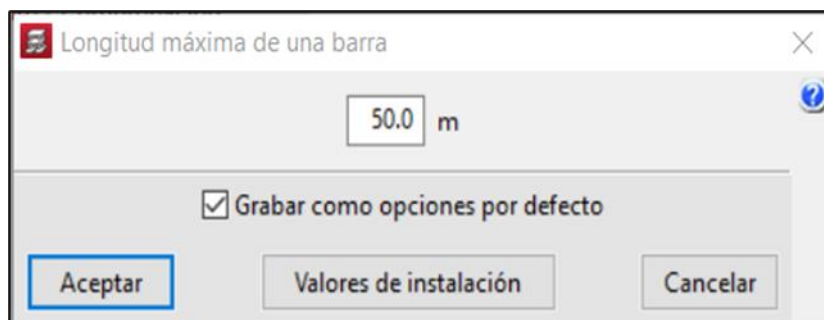 Longitud máxima de una barra
50.0 m
Grabar como opciones por defecto
Aceptar Valores de instalación Cancelar